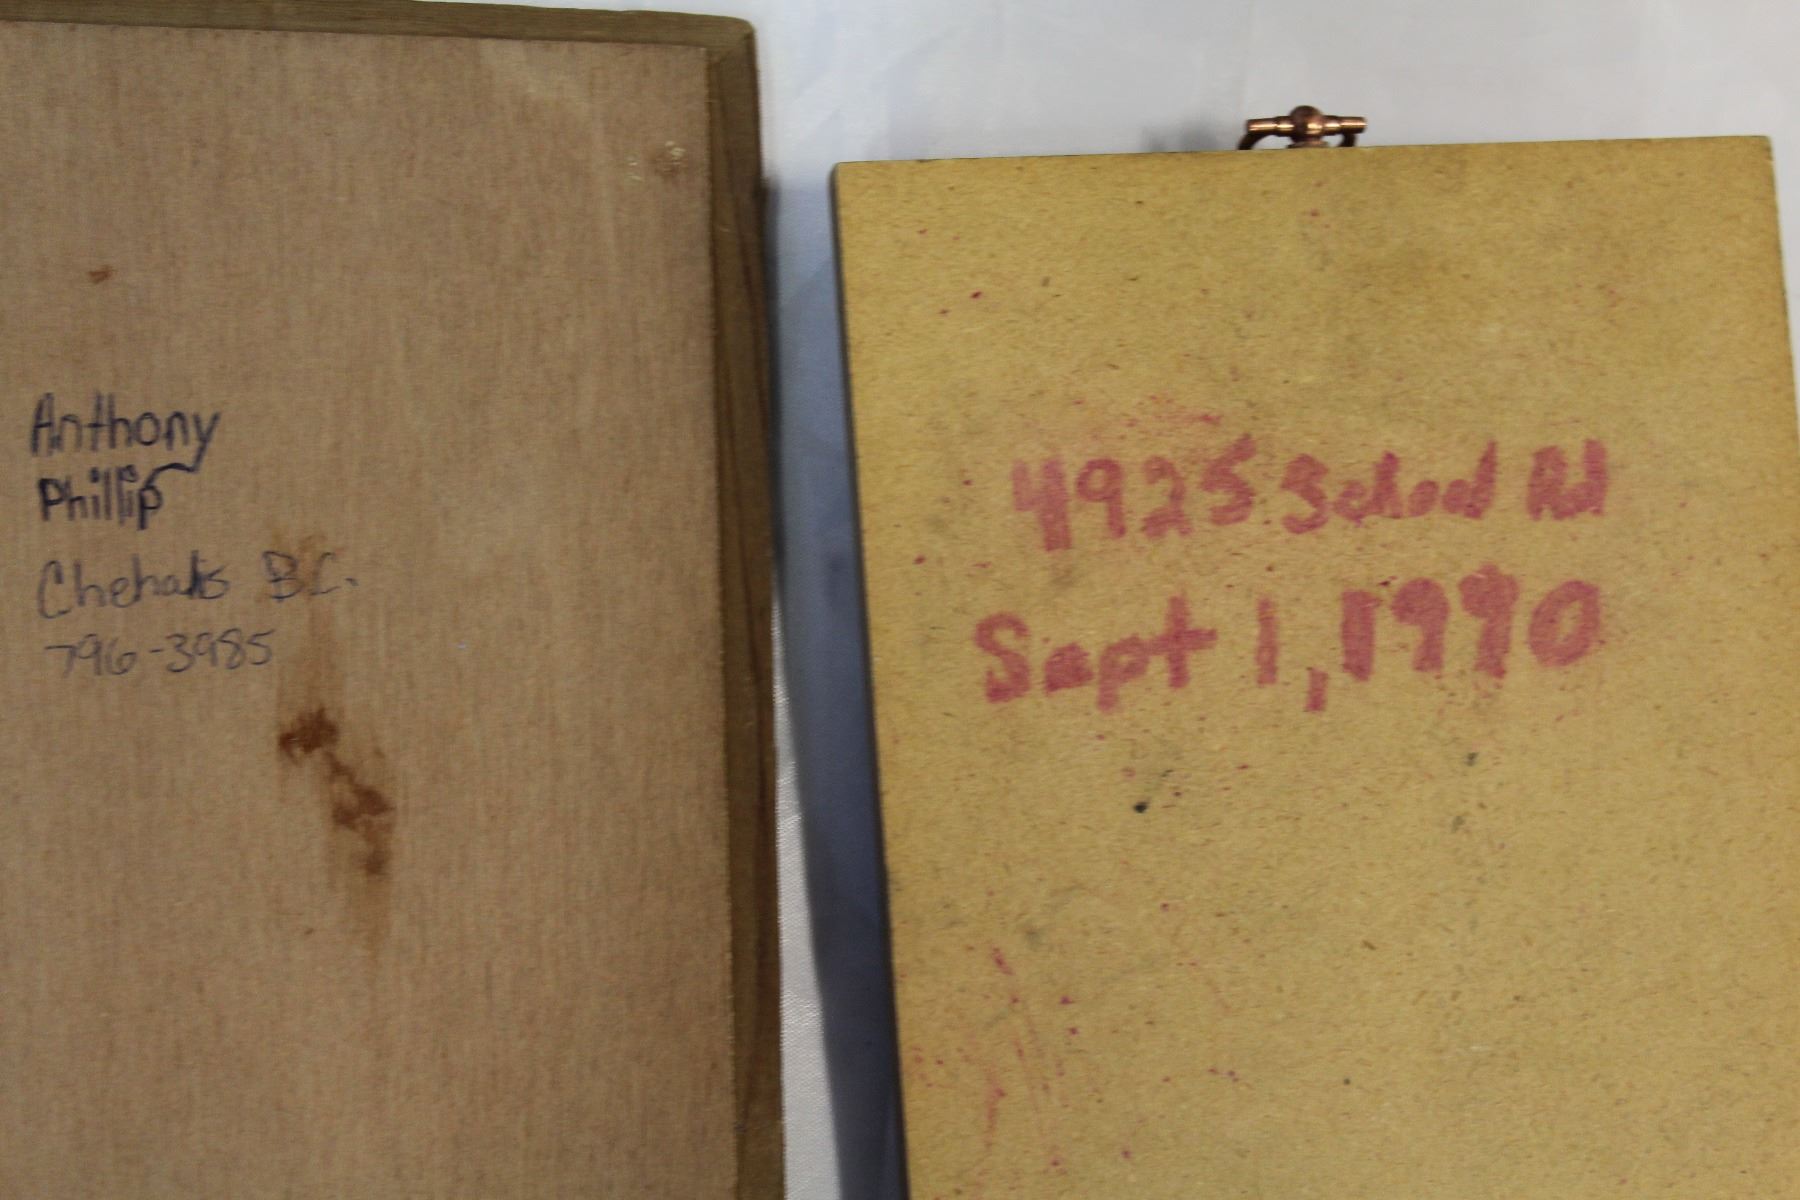 Anthony
Phillip
Chehalis B.C.
796-3985
4925 School Rd
Sept 1, 1990